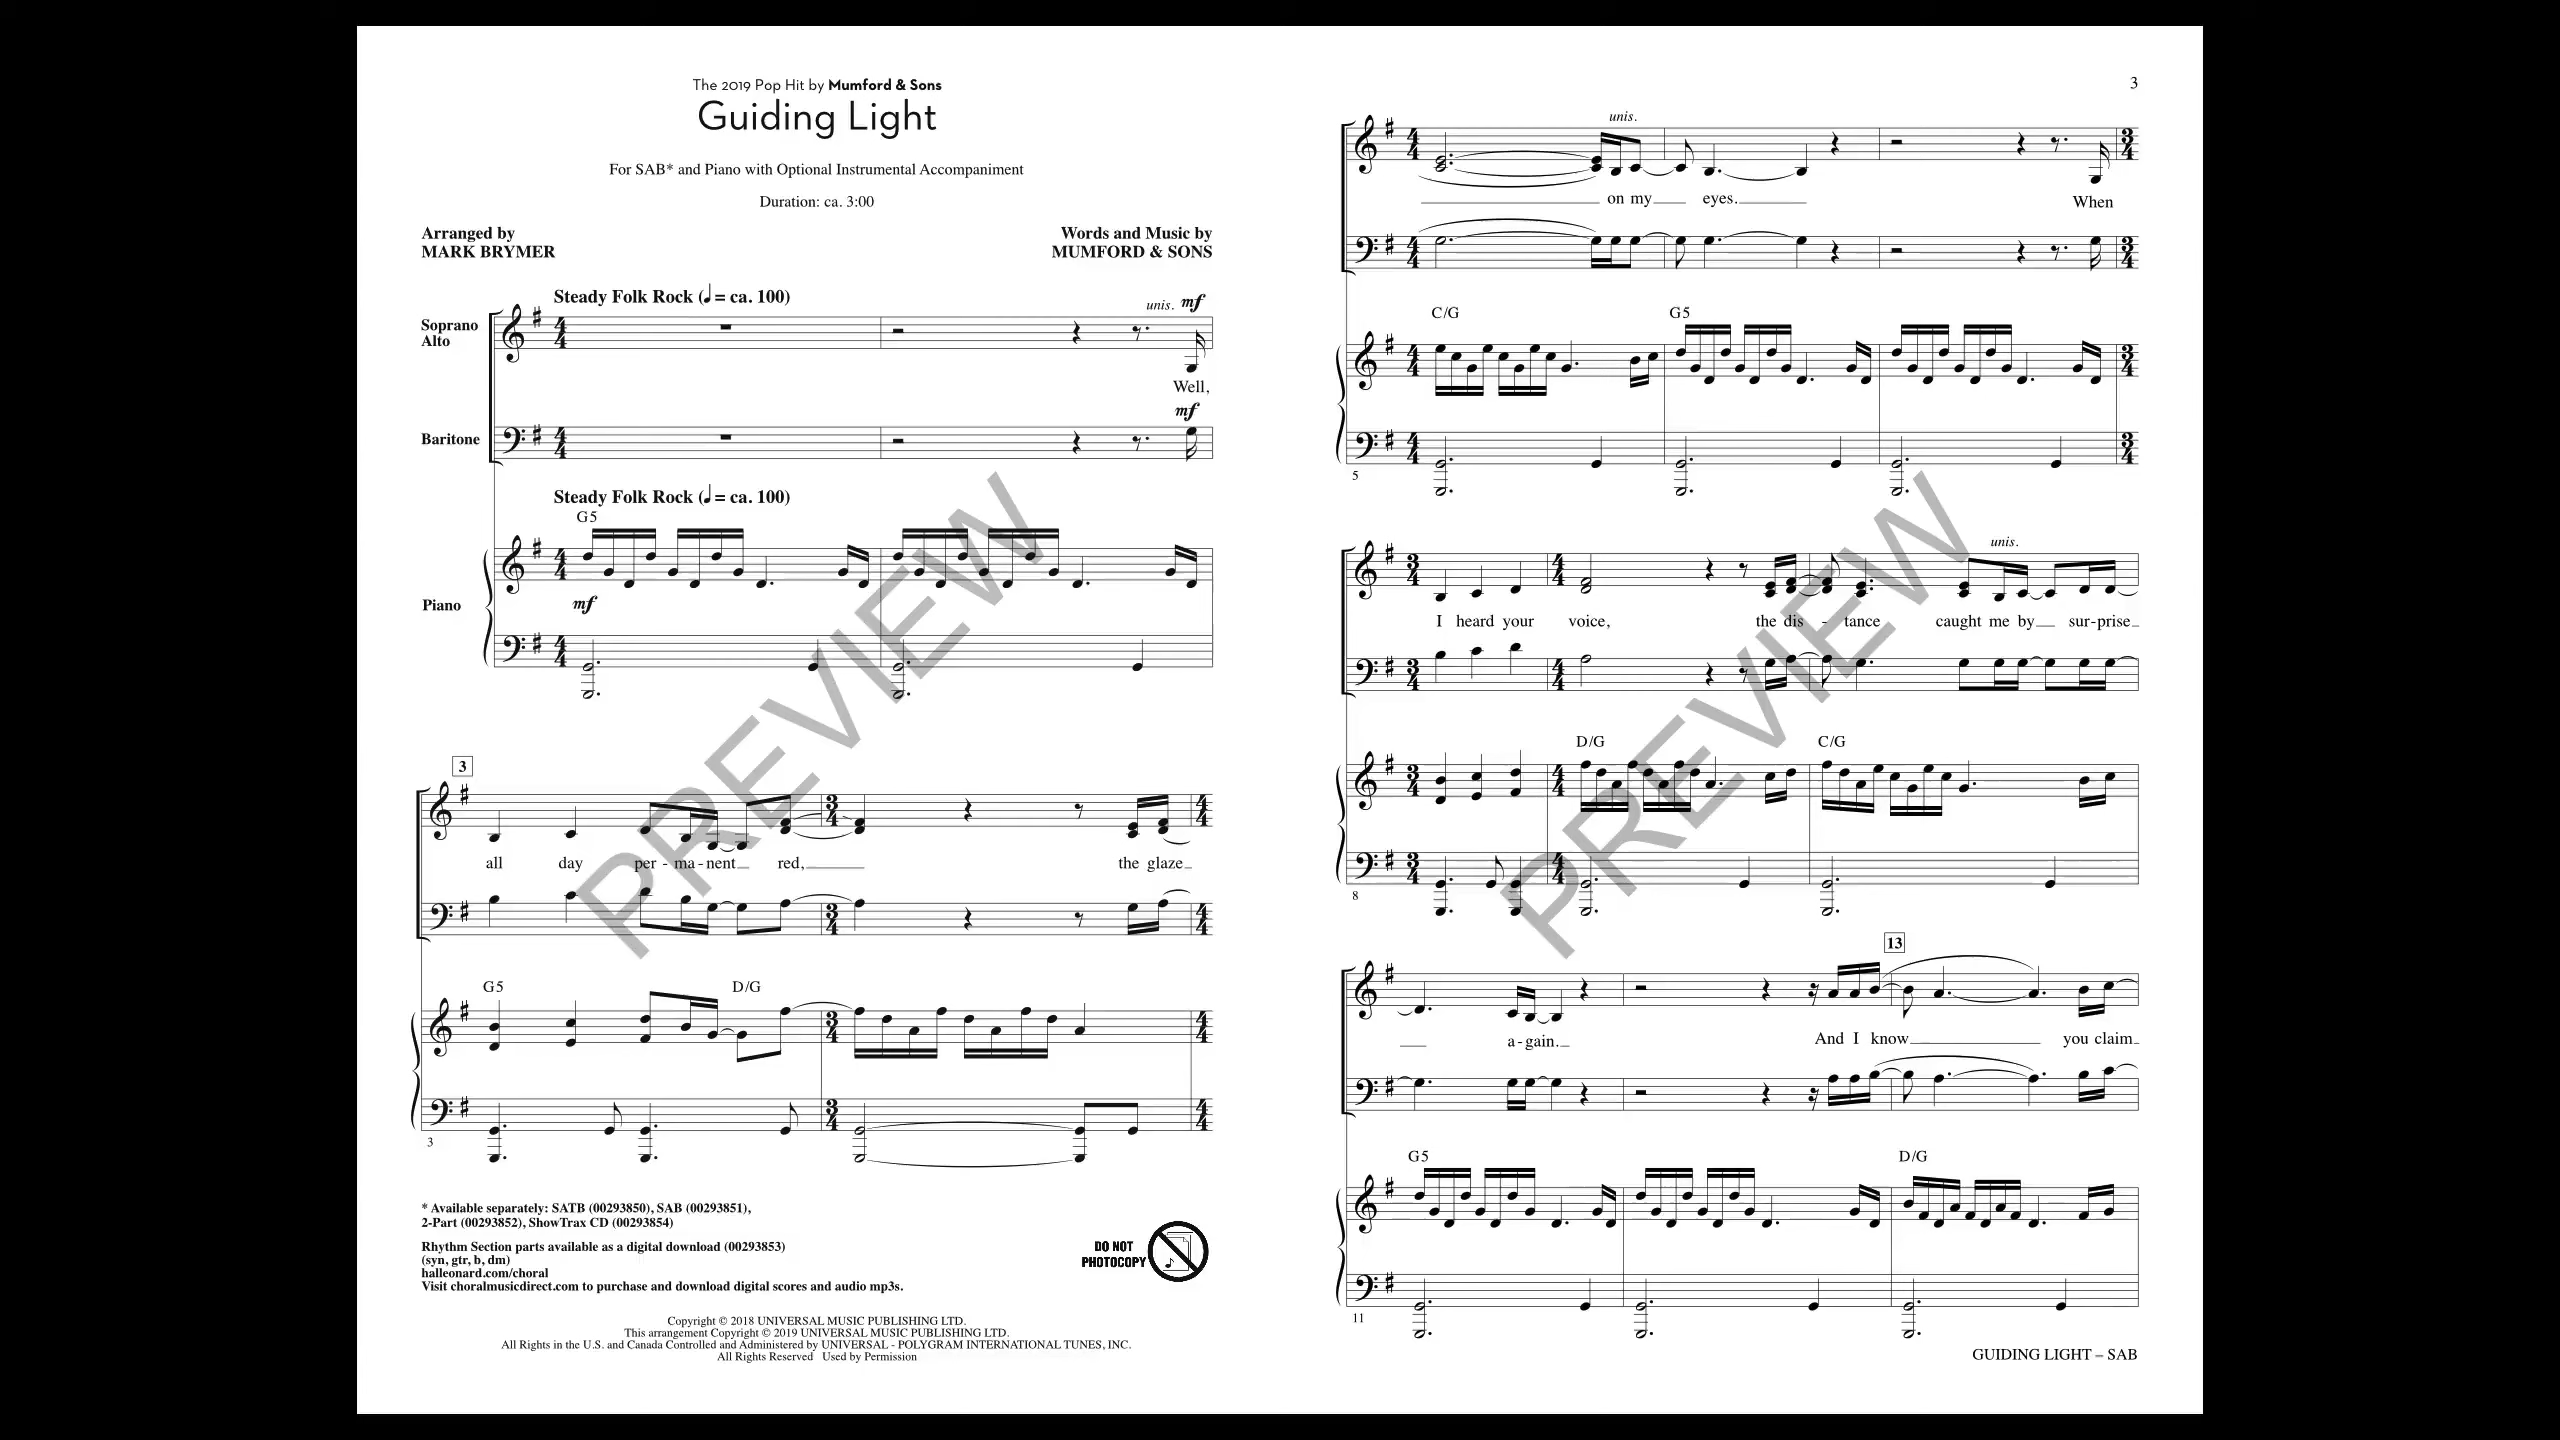 The 2019 Pop Hit by Mumford & Sons
Guiding Light
For SAB* and Piano with Optional Instrumental Accompaniment
Duration: ca. 3:00
Arranged by
MARK BRYMER
Words and Music by
MUMFORD & SONS
Steady Folk Rock (♩= ca. 100)
unis. mf
Soprano
Alto
Well,
mf
Baritone
Steady Folk Rock (♩= ca. 100)
G5
mf
Piano
3
all day per - ma - nent red, the glaze
G5 D/G
3
* Available separately: SATB (00293850), SAB (00293851),
2-Part (00293852), ShowTrax CD (00293854)
Rhythm Section parts available as a digital download (00293853)
(syn, gtr, b, dm)
halleonard.com/choral
Visit choralmusicdirect.com to purchase and download digital scores and audio mp3s.
DO NOT
PHOTOCOPY
Copyright © 2018 UNIVERSAL MUSIC PUBLISHING LTD.
This arrangement Copyright © 2019 UNIVERSAL MUSIC PUBLISHING LTD.
All Rights in the U.S. and Canada Controlled and Administered by UNIVERSAL - POLYGRAM INTERNATIONAL TUNES, INC.
All Rights Reserved Used by Permission
PREVIEW
3
unis.
on my eyes. When
C/G G5
5
unis.
I heard your voice, the dis - tance caught me by sur-prise
D/G C/G
8
13
a-gain. And I know you claim
G5 D/G
11
GUIDING LIGHT – SAB
PREVIEW